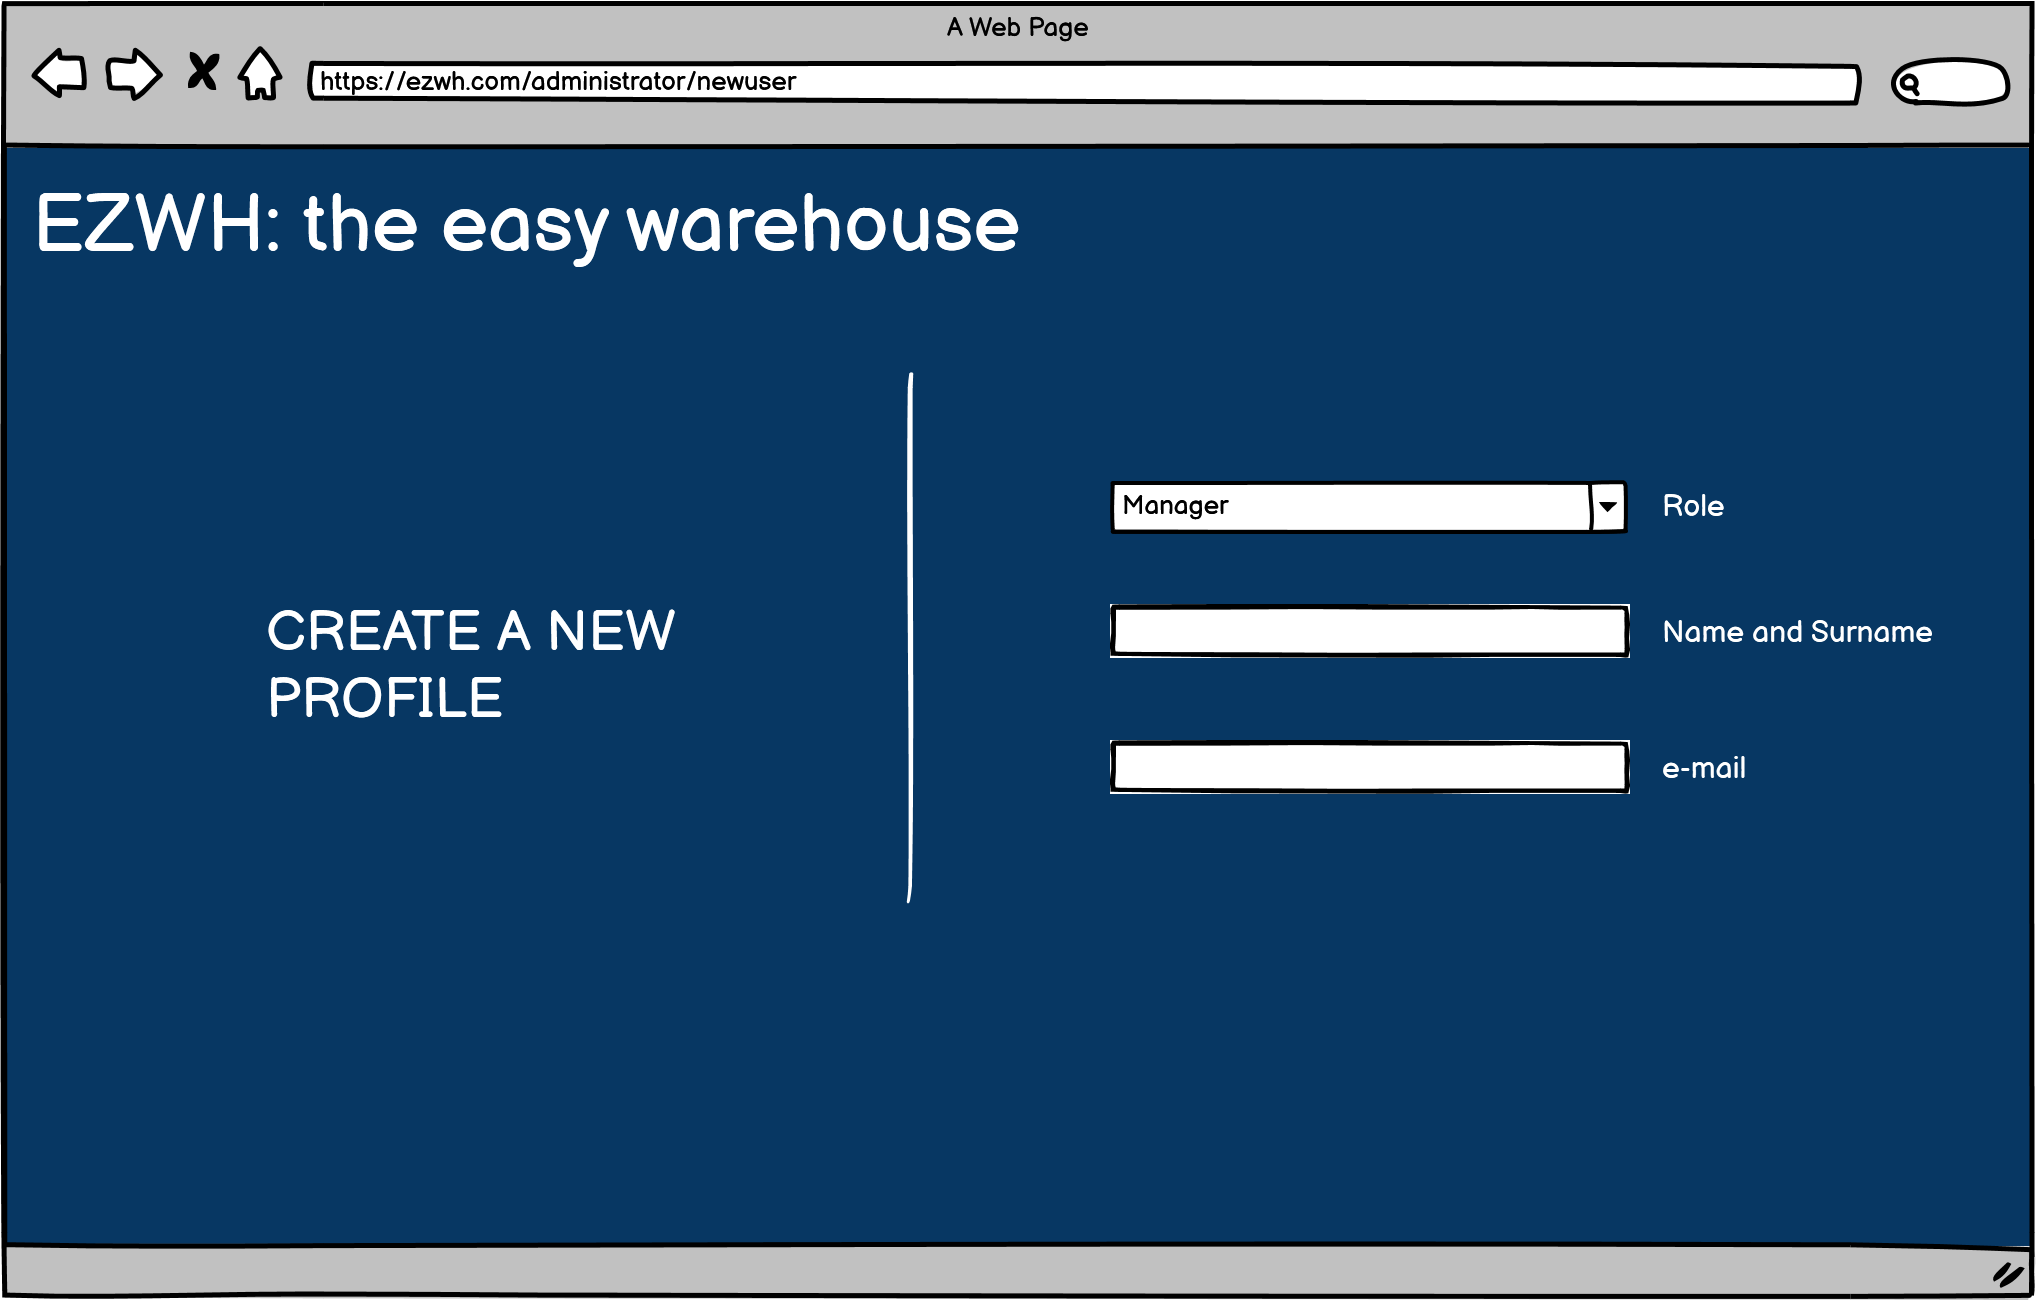 A Web Page
https://ezwh.com/administrator/newuser
EZWH: the easy warehouse
CREATE A NEW
PROFILE
Manager
Role
Name and Surname
e-mail